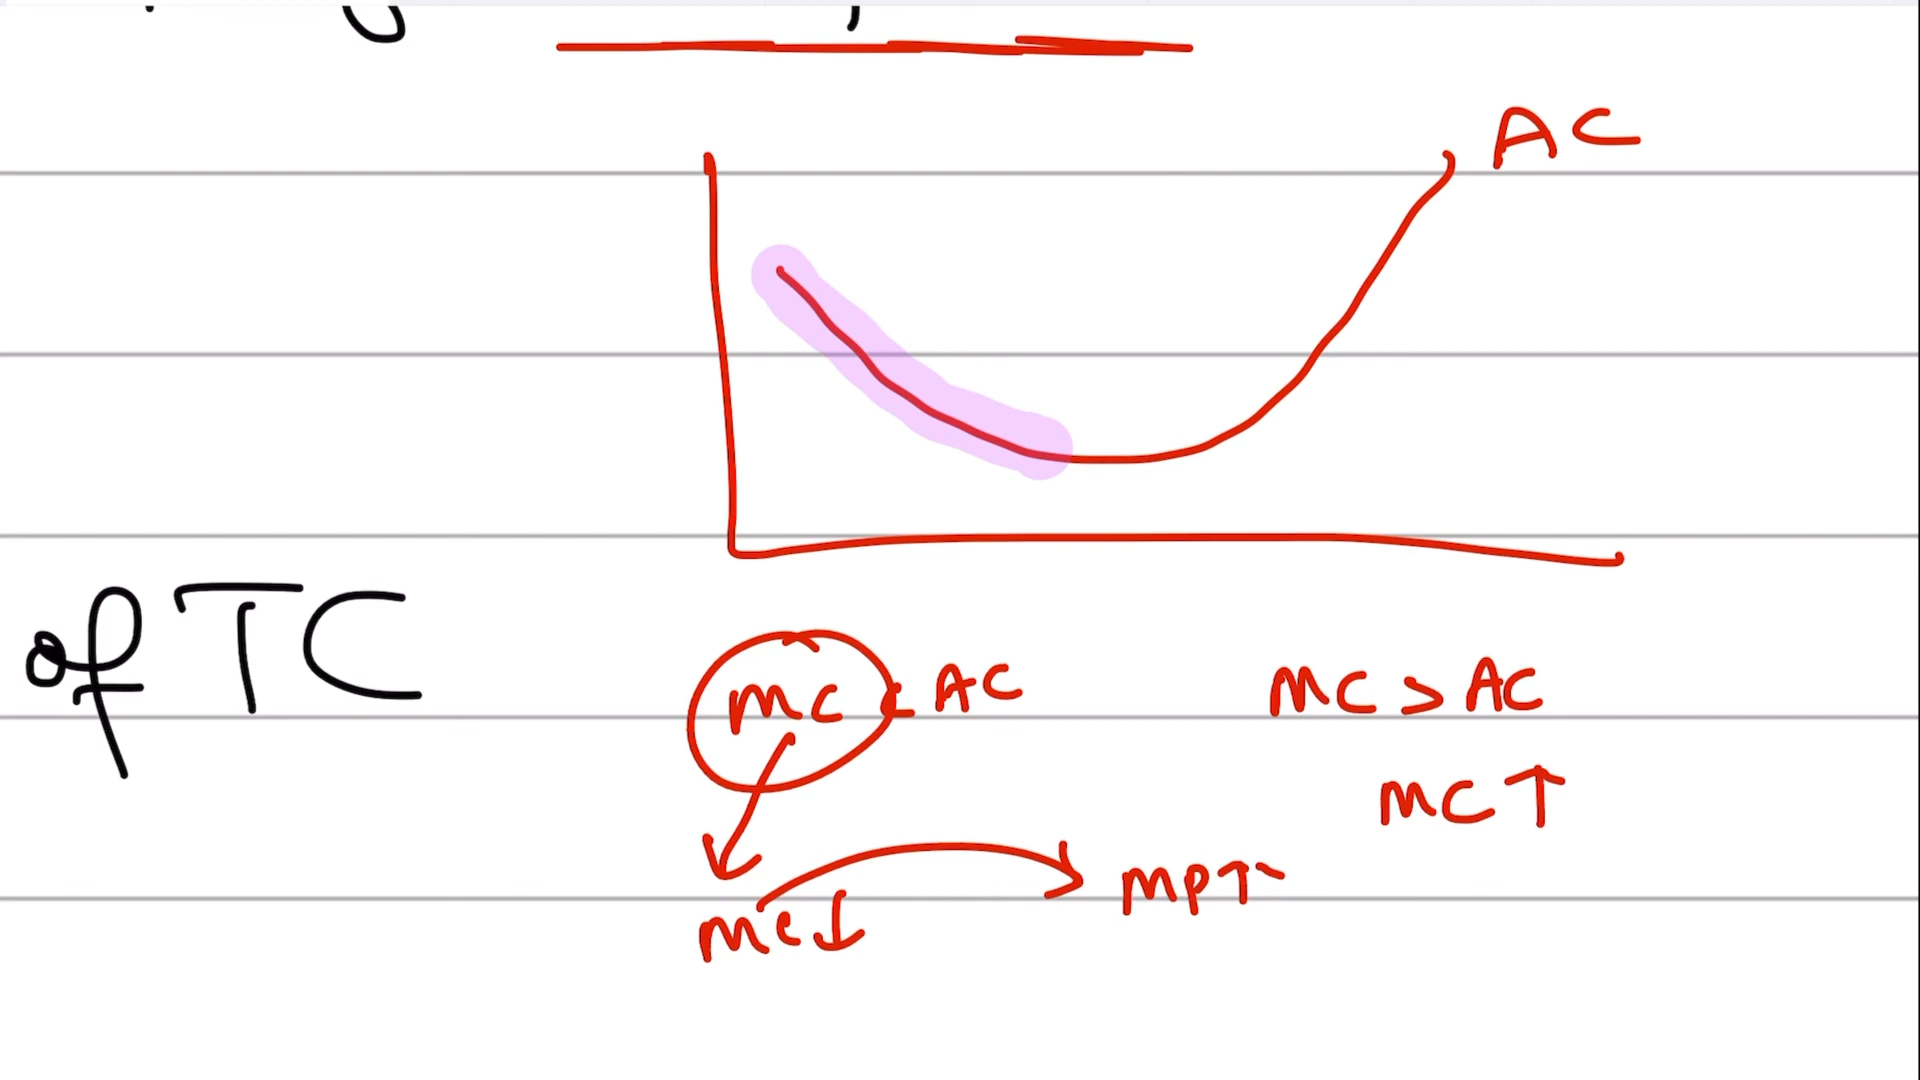 AC
of TC
MC < AC
MC > AC
MC ↑
MP ↑
MC ↓